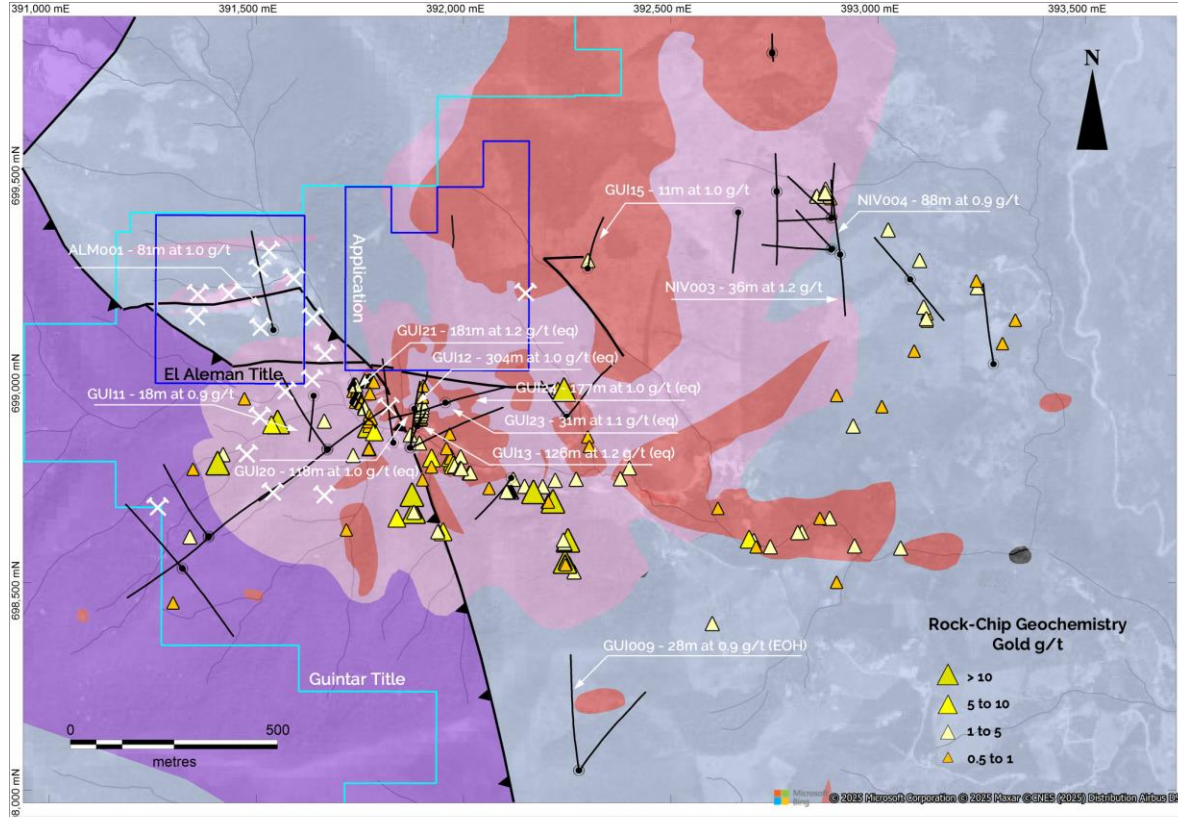 391,000 mE
391,500 mE
392,000 mE
392,500 mE
393,000 mE
393,500 mE
N
699,500 mN
GUI15 - 11m at 1.0 g/t
NIV004 - 88m at 0.9 g/t
ALM001 - 81m at 1.0 g/t
Application
NIV003 - 36m at 1.2 g/t
GUI21 - 181m at 1.2 g/t (eq)
GUI12 - 304m at 1.0 g/t (eq)
699,000 mN
El Aleman Title
GUI24 - 177m at 1.0 g/t (eq)
GUI11 - 18m at 0.9 g/t
GUI23 - 31m at 1.1 g/t (eq)
GUI13 - 126m at 1.2 g/t (eq)
GUI20 - 118m at 1.0 g/t (eq)
698,500 mN
GUI009 - 28m at 0.9 g/t (EOH)
Guintar Title
Rock-Chip Geochemistry
Gold g/t
> 10
5 to 10
1 to 5
0.5 to 1
0
500
metres
8,000 mN
Microsoft
Bing
© 2025 Microsoft Corporation © 2025 Maxar ©CNES (2025) Distribution Airbus DS